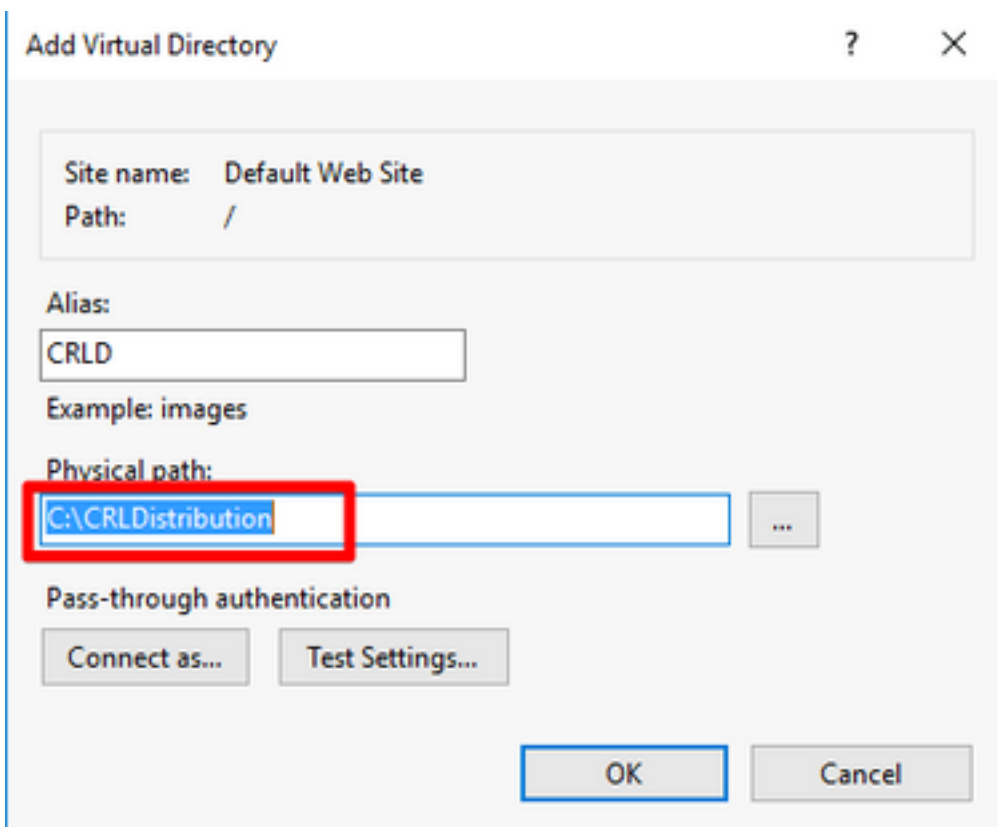 Add Virtual Directory ? ×
Site name: Default Web Site
Path: /
Alias:
CRLD
Example: images
Physical path:
C:\CRLDistribution ...
Pass-through authentication
Connect as... Test Settings...
OK Cancel